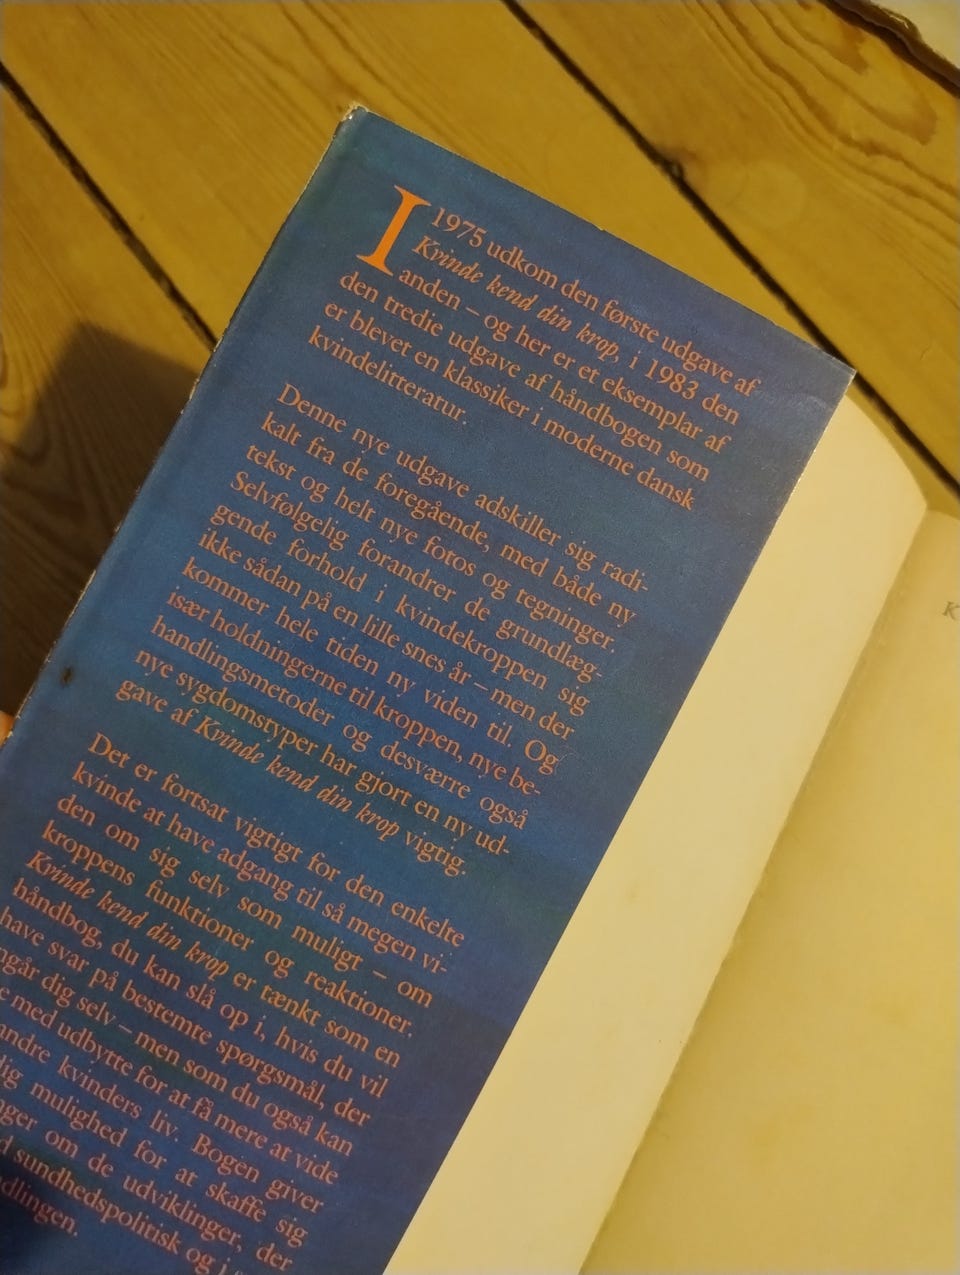 I 1975 udkom den første udgave af
Kvinde kend din krop, i 1983 den
anden – og her er et eksemplar af
den tredie udgave af håndbogen som
er blevet en klassiker i moderne dansk
kvindelitteratur.
Denne nye udgave adskiller sig radi-
kalt fra de foregående, med både ny
tekst og helt nye fotos og tegninger.
Selvfølgelig forandrer de grundlæg-
gende forhold i kvindekroppen sig
ikke sådan på en lille snes år – men der
kommer hele tiden ny viden til. Og
især holdningerne til kroppen, nye be-
handlingsmetoder og desværre også
nye sygdomstyper har gjort en ny ud-
gave af Kvinde kend din krop vigtig.
Det er fortsat vigtigt for den enkelte
kvinde at have adgang til så megen vi-
den om sig selv som muligt – om
kroppens funktioner og reaktioner.
Kvinde kend din krop er tænkt som en
håndbog, du kan slå op i, hvis du vil
have svar på bestemte spørgsmål, der
dig selv – men som du også kan
med udbytte for at få mere at vide
andre kvinders liv. Bogen giver
mulighed for at skaffe sig
om de udviklinger, der
sundhedspolitisk og i
K